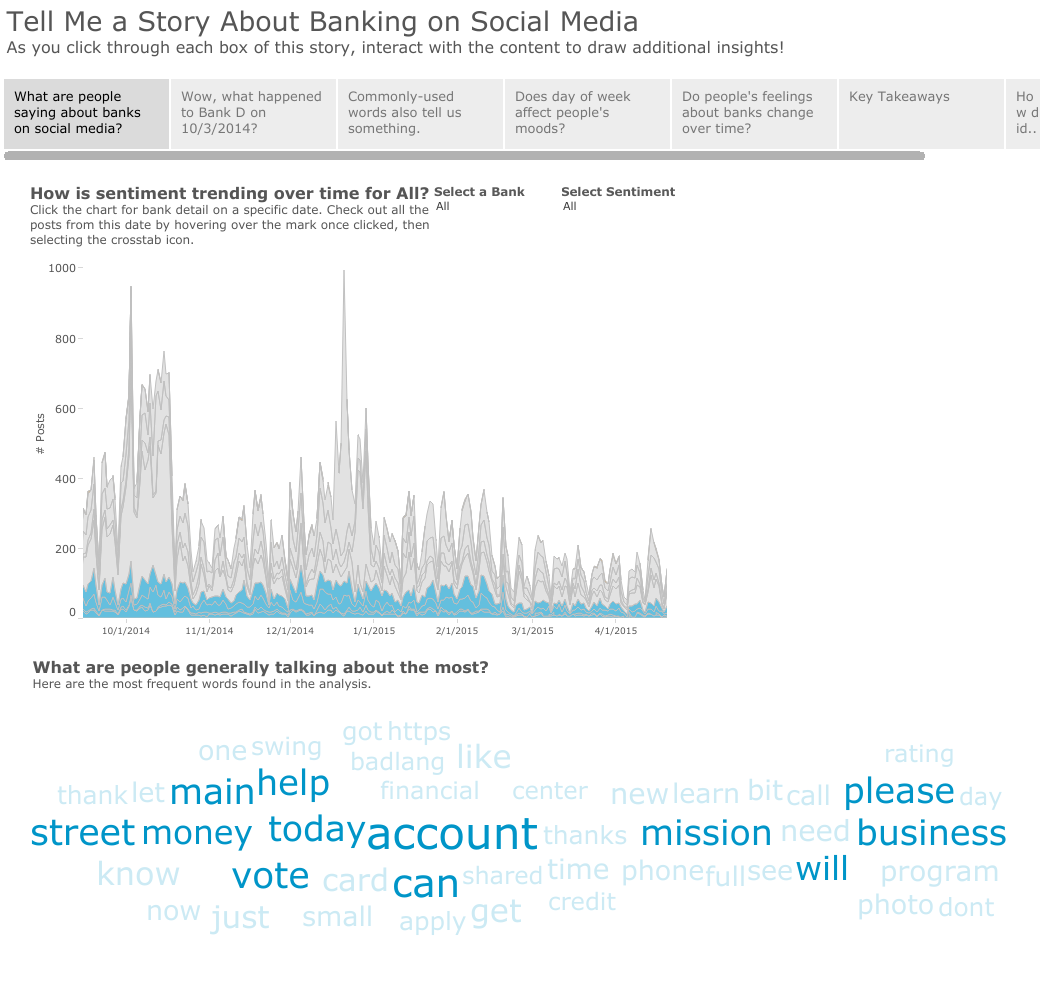 Tell Me a Story About Banking on Social Media
As you click through each box of this story, interact with the content to draw additional insights!
What are people
saying about banks
on social media?
Wow, what happened
to Bank D on
10/3/2014?
Commonly-used
words also tell us
something.
Does day of week
affect people's
moods?
Do people's feelings
about banks change
over time?
Key Takeaways
Ho
w d
id..
How is sentiment trending over time for All?
Click the chart for bank detail on a specific date. Check out all the
posts from this date by hovering over the mark once clicked, then
selecting the crosstab icon.
Select a Bank
All
Select Sentiment
All
# Posts
1000
800
600
400
200
0
10/1/2014 11/1/2014 12/1/2014 1/1/2015 2/1/2015 3/1/2015 4/1/2015
What are people generally talking about the most?
Here are the most frequent words found in the analysis.
got https
one swing badlang like rating
thank let main help financial center new learn bit call please day
street money today account thanks mission need business
know vote card can shared time phone full see will program
now just small apply get credit photo dont